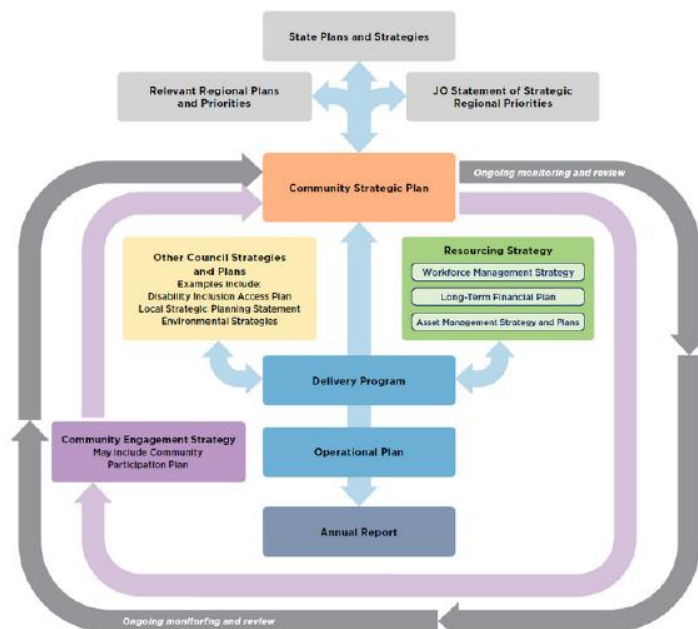 State Plans and Strategies
Relevant Regional Plans
and Priorities
JO Statement of Strategic
Regional Priorities
Community Strategic Plan
Ongoing monitoring and review
Other Council Strategies
and Plans
Examples include:
Disability Inclusion Access Plan
Local Strategic Planning Statement
Environmental Strategies
Resourcing Strategy
Workforce Management Strategy
Long-Term Financial Plan
Asset Management Strategy and Plans
Delivery Program
Community Engagement Strategy
May include Community
Participation Plan
Operational Plan
Annual Report
Ongoing monitoring and review